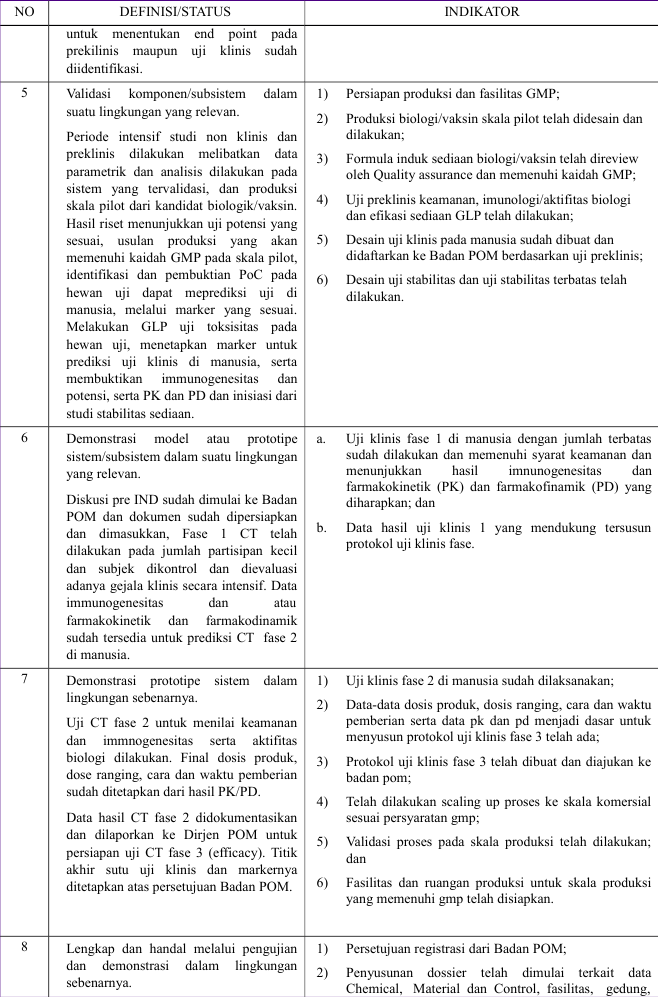 NO DEFINISI/STATUS INDIKATOR
untuk menentukan end point pada
prekilinis maupun uji klinis sudah
diidentifikasi.
5
Validasi komponen/subsistem dalam
suatu lingkungan yang relevan.
Periode intensif studi non klinis dan
preklinis dilakukan melibatkan data
parametrik dan analisis dilakukan pada
sistem yang tervalidasi, dan produksi
skala pilot dari kandidat biologik/vaksin.
Hasil riset menunjukkan uji potensi yang
sesuai, usulan produksi yang akan
memenuhi kaidah GMP pada skala pilot,
identifikasi dan pembuktian PoC pada
hewan uji dapat meprediksi uji di
manusia, melalui marker yang sesuai.
Melakukan GLP uji toksisitas pada
hewan uji, menetapkan marker untuk
prediksi uji klinis di manusia, serta
membuktikan immunogenesitas dan
potensi, serta PK dan PD dan inisiasi dari
studi stabilitas sediaan.
1) Persiapan produksi dan fasilitas GMP;
2) Produksi biologi/vaksin skala pilot telah didesain dan
dilakukan;
3) Formula induk sediaan biologi/vaksin telah direview
oleh Quality assurance dan memenuhi kaidah GMP;
4) Uji preklinis keamanan, imunologi/aktifitas biologi
dan efikasi sediaan GLP telah dilakukan;
5) Desain uji klinis pada manusia sudah dibuat dan
didaftarkan ke Badan POM berdasarkan uji preklinis;
6) Desain uji stabilitas dan uji stabilitas terbatas telah
dilakukan.
6
Demonstrasi model atau prototipe
sistem/subsistem dalam suatu lingkungan
yang relevan.
Diskusi pre IND sudah dimulai ke Badan
POM dan dokumen sudah dipersiapkan
dan dimasukkan, Fase 1 CT telah
dilakukan pada jumlah partisipan kecil
dan subjek dikontrol dan dievaluasi
adanya gejala klinis secara intensif. Data
immunogenesitas dan atau
farmakokinetik dan farmakodinamik
sudah tersedia untuk prediksi CT fase 2
di manusia.
a. Uji klinis fase 1 di manusia dengan jumlah terbatas
sudah dilakukan dan memenuhi syarat keamanan dan
menunjukkan hasil imnunogenesitas dan
farmakokinetik (PK) dan farmakofinamik (PD) yang
diharapkan; dan
b. Data hasil uji klinis 1 yang mendukung tersusun
protokol uji klinis fase.
7
Demonstrasi prototipe sistem dalam
lingkungan sebenarnya.
Uji CT fase 2 untuk menilai keamanan
dan immnogenesitas serta aktifitas
biologi dilakukan. Final dosis produk,
dose ranging, cara dan waktu pemberian
sudah ditetapkan dari hasil PK/PD.
Data hasil CT fase 2 didokumentasikan
dan dilaporkan ke Dirjen POM untuk
persiapan uji CT fase 3 (efficacy). Titik
akhir sutu uji klinis dan markernya
ditetapkan atas persetujuan Badan POM.
1) Uji klinis fase 2 di manusia sudah dilaksanakan;
2) Data-data dosis produk, dosis ranging, cara dan waktu
pemberian serta data pk dan pd menjadi dasar untuk
menyusun protokol uji klinis fase 3 telah ada;
3) Protokol uji klinis fase 3 telah dibuat dan diajukan ke
badan pom;
4) Telah dilakukan scaling up proses ke skala komersial
sesuai persyaratan gmp;
5) Validasi proses pada skala produksi telah dilakukan;
dan
6) Fasilitas dan ruangan produksi untuk skala produksi
yang memenuhi gmp telah disiapkan.
8
Lengkap dan handal melalui pengujian
dan demonstrasi dalam lingkungan
sebenarnya.
1) Persetujuan registrasi dari Badan POM;
2) Penyusunan dossier telah dimulai terkait data
Chemical, Material dan Control, fasilitas, gedung,